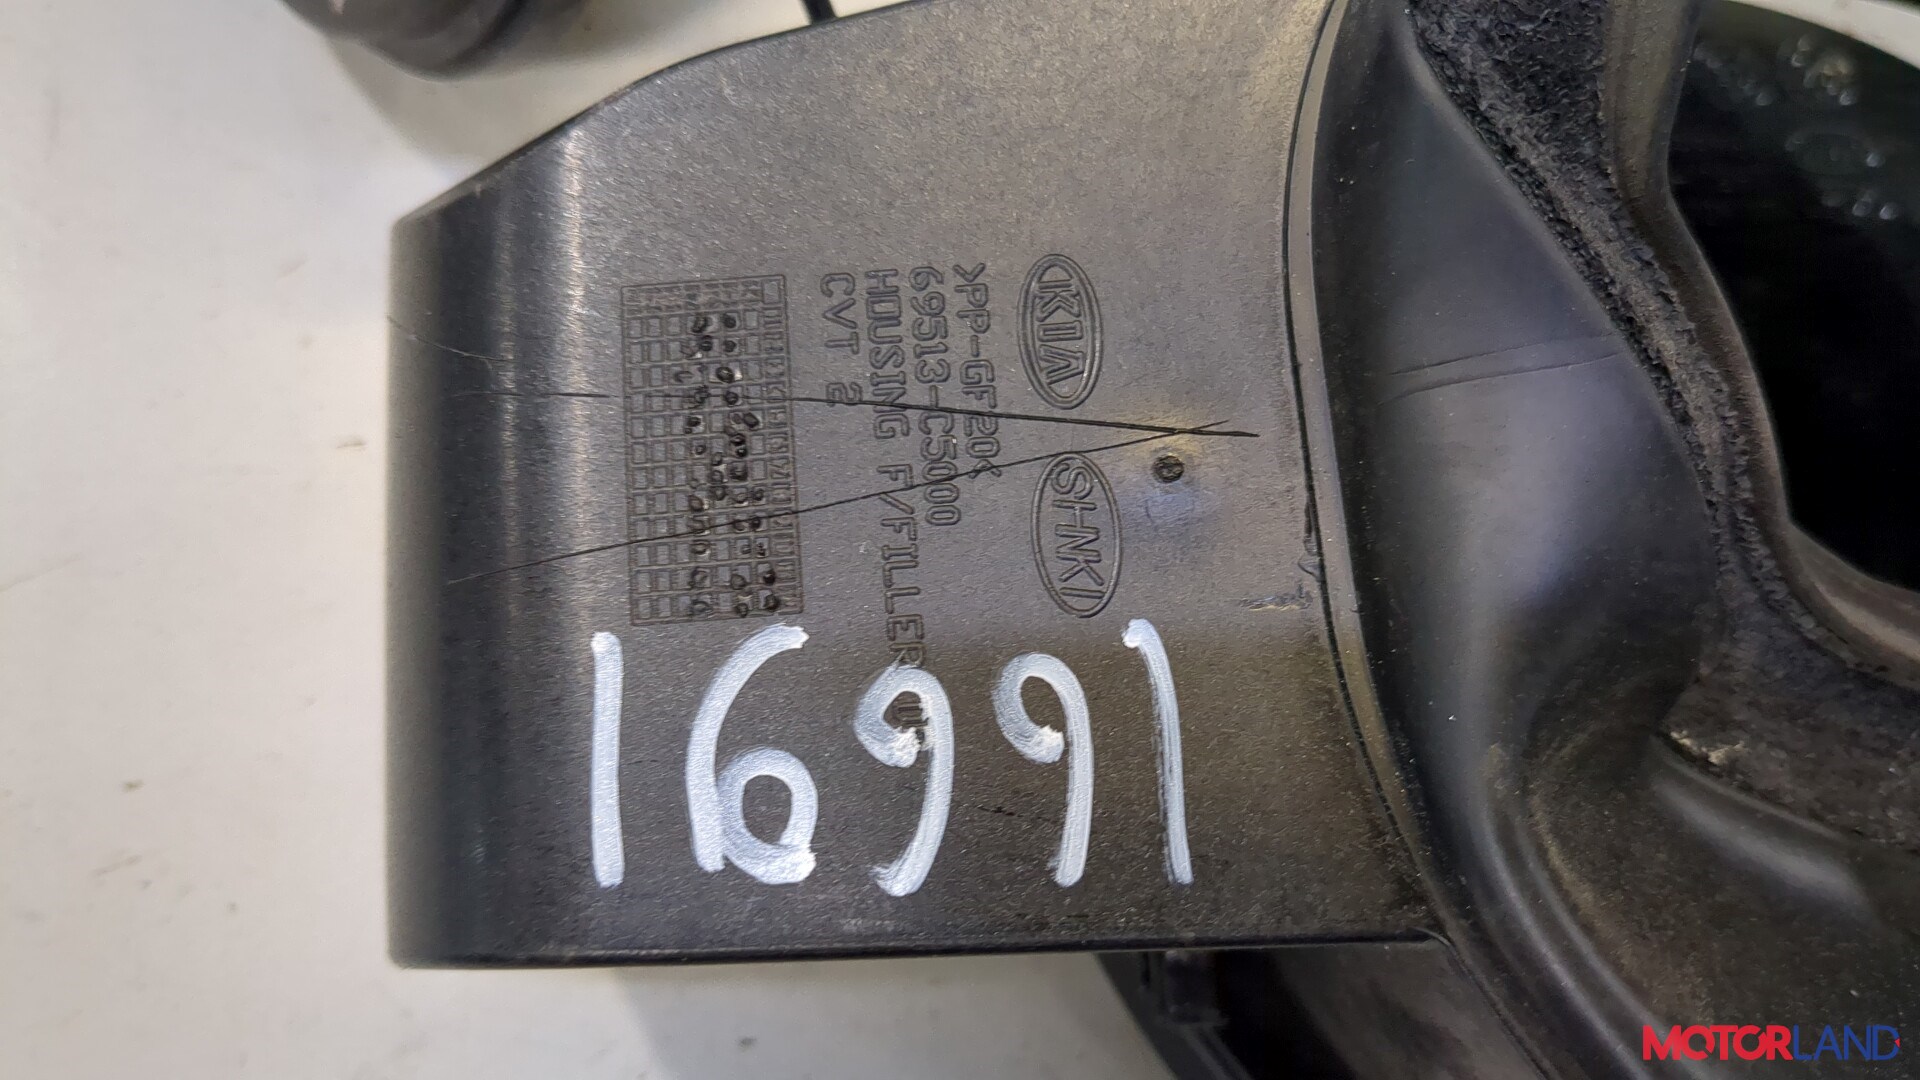 KIA
SHNKI
>PP-GF20<
69513-C5000
HOUSING F/FILLER
CVT 2
16991
MOTORLAND